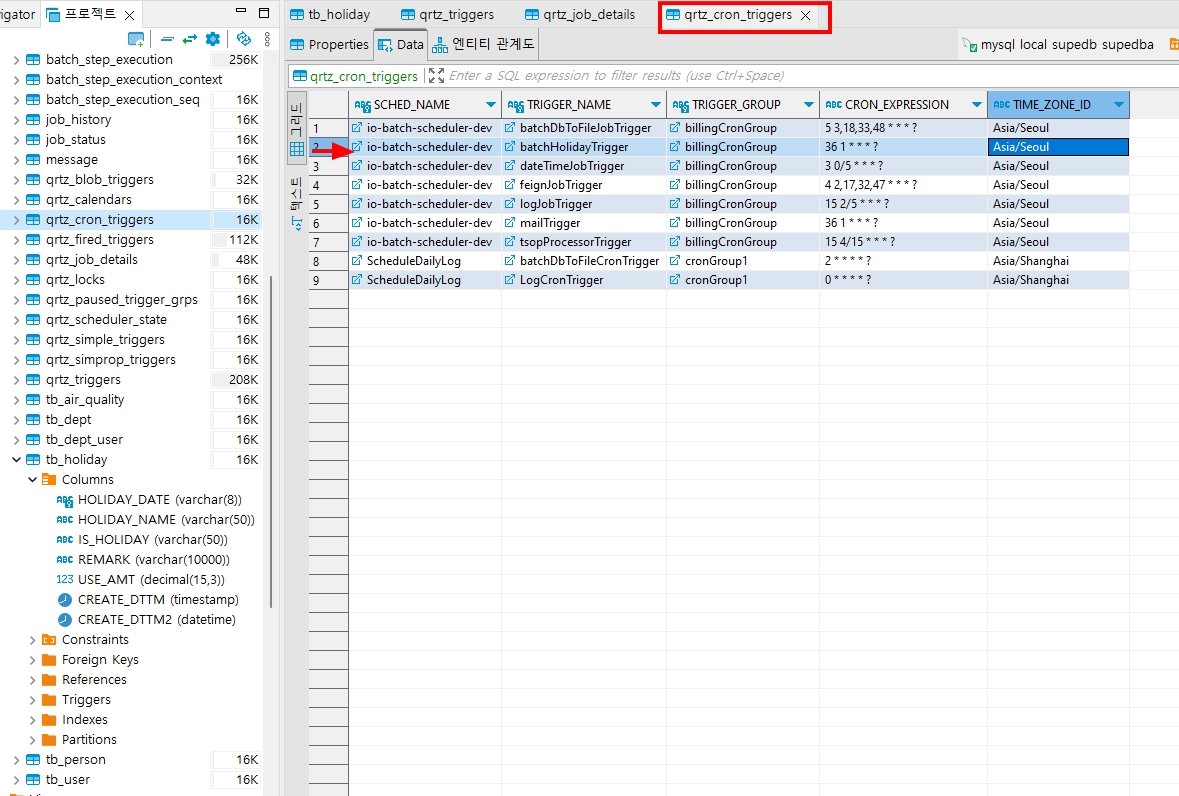 igator
프로젝트
batch_step_execution 256K
batch_step_execution_context
batch_step_execution_seq 16K
job_history 16K
job_status 16K
message 16K
qrtz_blob_triggers 32K
qrtz_calendars 16K
qrtz_cron_triggers 16K
qrtz_fired_triggers 112K
qrtz_job_details 48K
qrtz_locks 16K
qrtz_paused_trigger_grps 16K
qrtz_scheduler_state 16K
qrtz_simple_triggers 16K
qrtz_simprop_triggers 16K
qrtz_triggers 208K
tb_air_quality 16K
tb_dept 16K
tb_dept_user 16K
tb_holiday 16K
Columns
ABC HOLIDAY_DATE (varchar(8))
ABC HOLIDAY_NAME (varchar(50))
ABC IS_HOLIDAY (varchar(50))
ABC REMARK (varchar(10000))
123 USE_AMT (decimal(15,3))
CREATE_DTTM (timestamp)
CREATE_DTTM2 (datetime)
Constraints
Foreign Keys
References
Triggers
Indexes
Partitions
tb_person 16K
tb_user 16K
tb_holiday qrtz_triggers qrtz_job_details qrtz_cron_triggers
Properties Data 엔티티 관계도 mysql local supedb supedba
qrtz_cron_triggers Enter a SQL expression to filter results (use Ctrl+Space)
그리드
텍스트
ABC SCHED_NAME ABC TRIGGER_NAME ABC TRIGGER_GROUP ABC CRON_EXPRESSION ABC TIME_ZONE_ID
1 io-batch-scheduler-dev batchDbToFileJobTrigger billingCronGroup 5 3,18,33,48 * * * ? Asia/Seoul
2 io-batch-scheduler-dev batchHolidayTrigger billingCronGroup 36 1 * * * ? Asia/Seoul
3 io-batch-scheduler-dev dateTimeJobTrigger billingCronGroup 3 0/5 * * * ? Asia/Seoul
4 io-batch-scheduler-dev feignJobTrigger billingCronGroup 4 2,17,32,47 * * * ? Asia/Seoul
5 io-batch-scheduler-dev logJobTrigger billingCronGroup 15 2/5 * * * ? Asia/Seoul
6 io-batch-scheduler-dev mailTrigger billingCronGroup 36 1 * * * ? Asia/Seoul
7 io-batch-scheduler-dev tsopProcessorTrigger billingCronGroup 15 4/15 * * * ? Asia/Seoul
8 ScheduleDailyLog batchDbToFileCronTrigger cronGroup1 2 * * * * ? Asia/Shanghai
9 ScheduleDailyLog LogCronTrigger cronGroup1 0 * * * * ? Asia/Shanghai